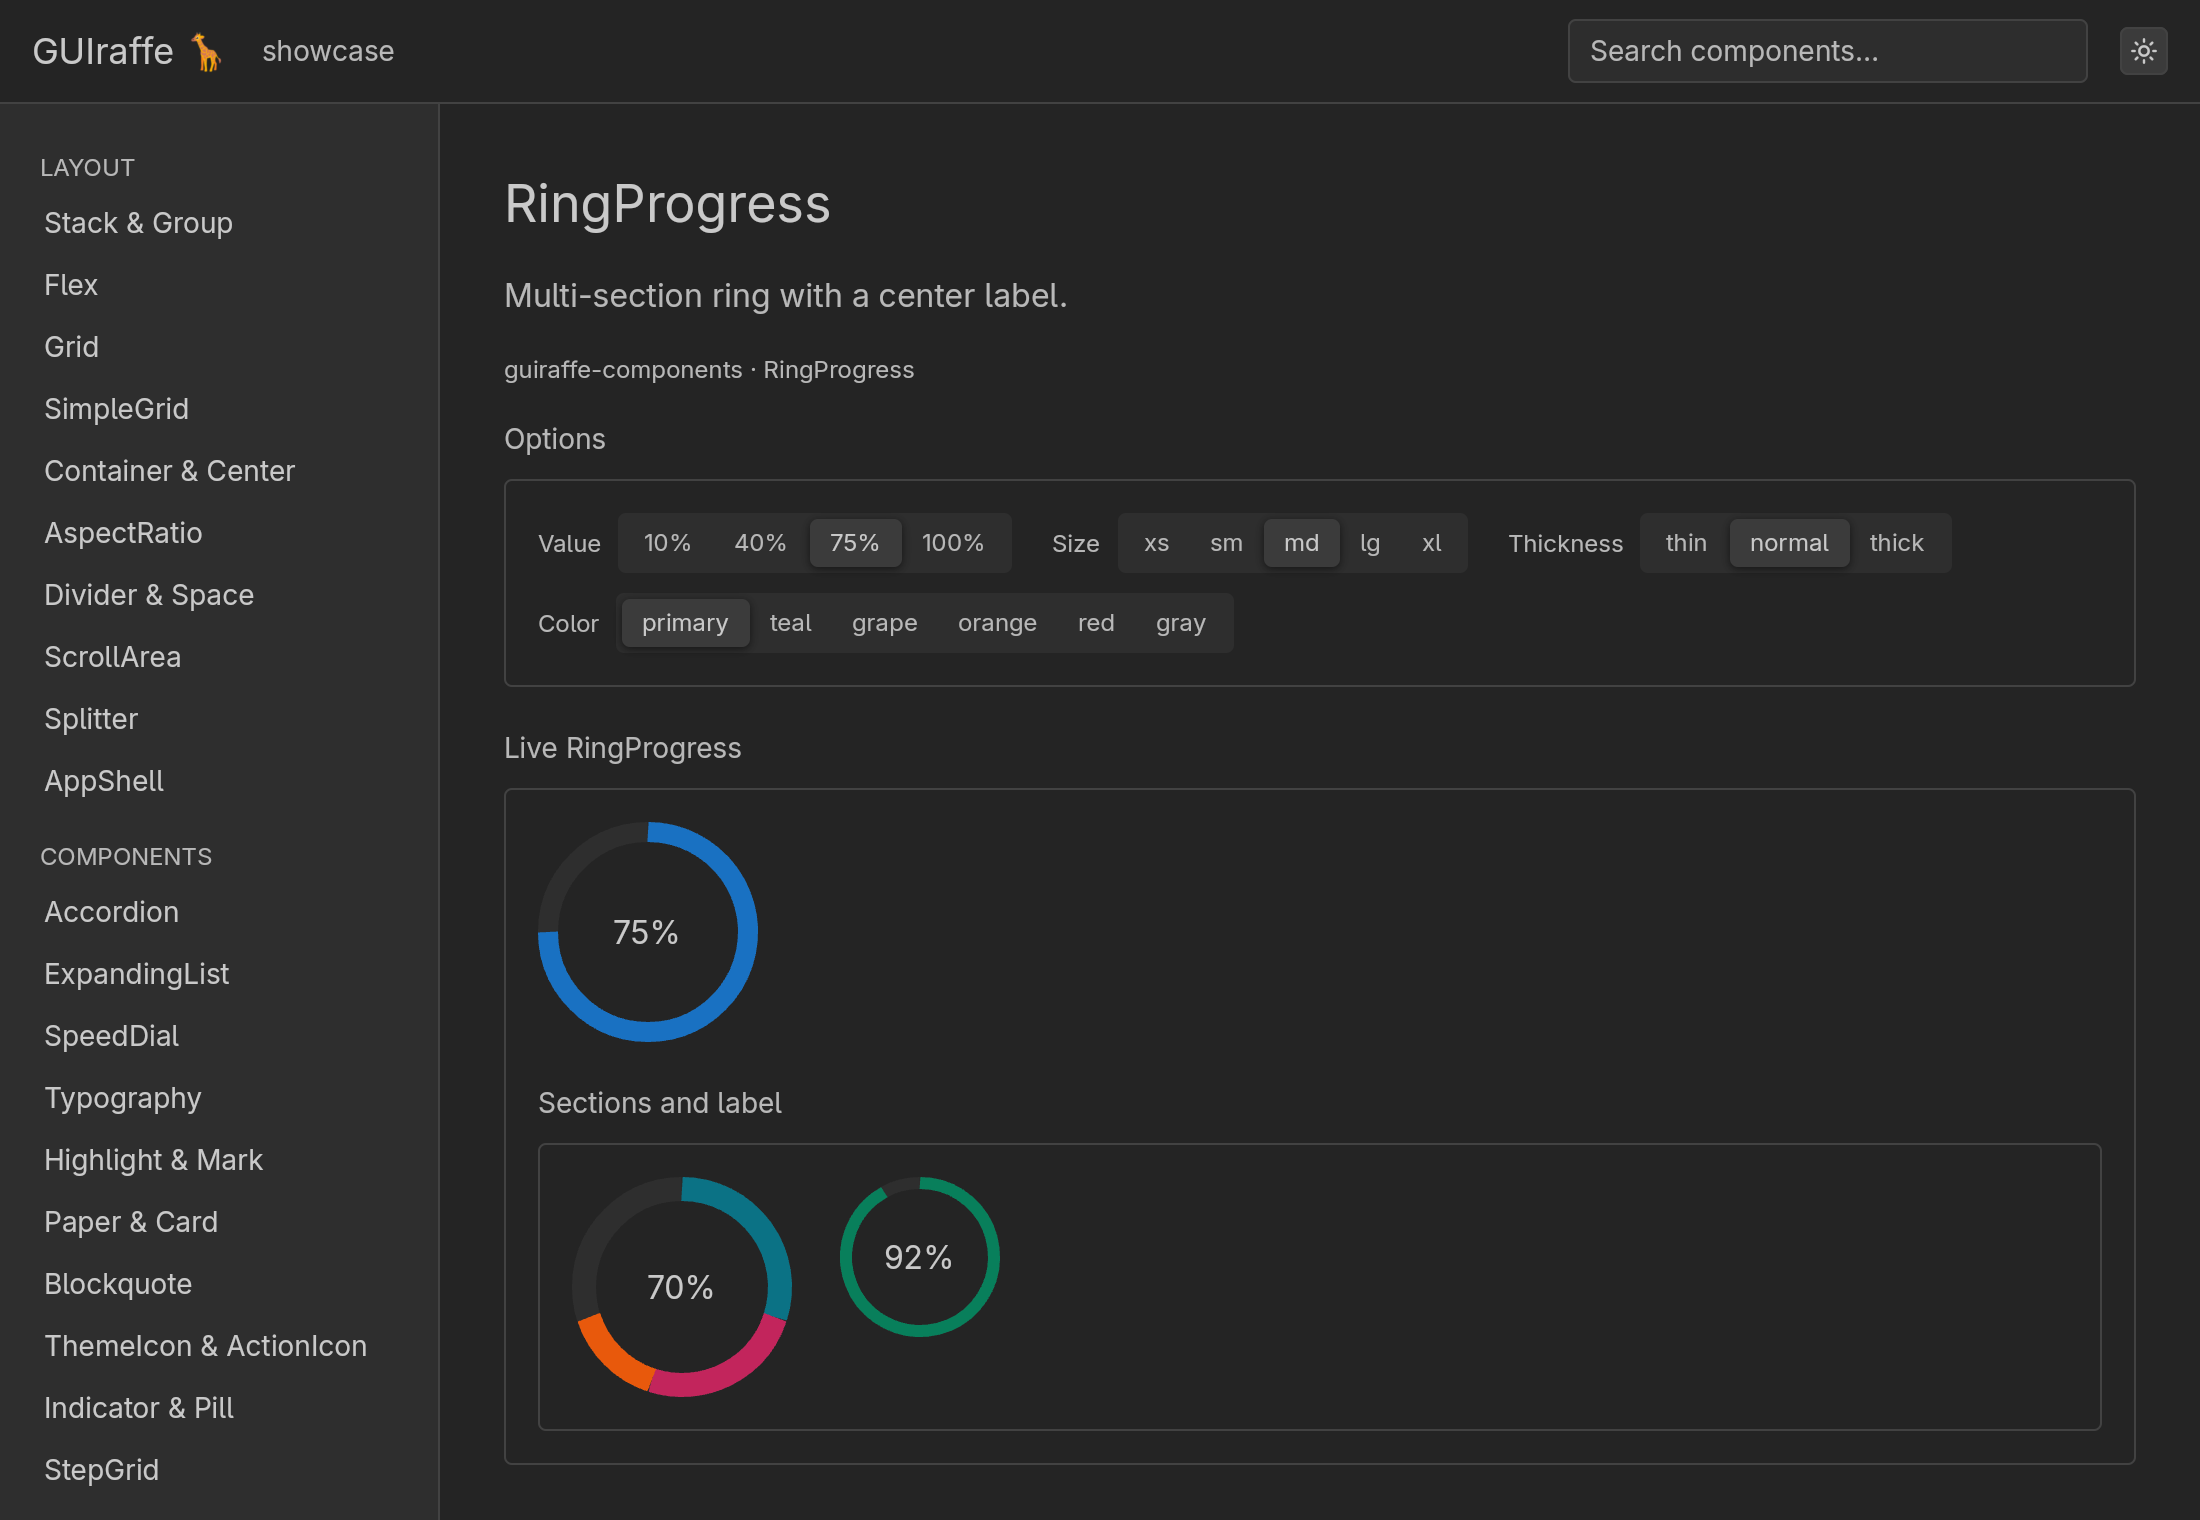 GUIraffe 🦒 showcase
Search components...
LAYOUT
Stack & Group
Flex
Grid
SimpleGrid
Container & Center
AspectRatio
Divider & Space
ScrollArea
Splitter
AppShell
COMPONENTS
Accordion
ExpandingList
SpeedDial
Typography
Highlight & Mark
Paper & Card
Blockquote
ThemeIcon & ActionIcon
Indicator & Pill
StepGrid
RingProgress
Multi-section ring with a center label.
guiraffe-components · RingProgress
Options
Value 10% 40% 75% 100% Size xs sm md lg xl Thickness thin normal thick
Color primary teal grape orange red gray
Live RingProgress
75%
Sections and label
70%
92%